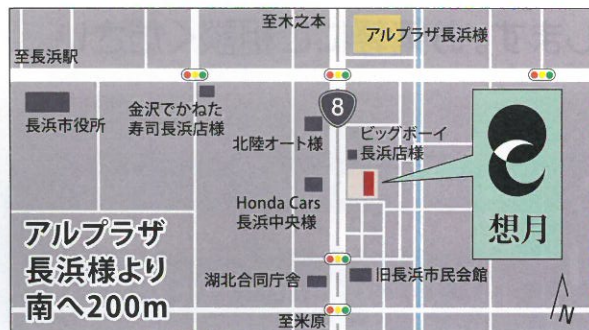 至木之本
アルプラザ長浜様
至長浜駅
長浜市役所
金沢でかねた
寿司長浜店様
8
北陸オート様
ビッグボーイ
長浜店様
想月
Honda Cars
長浜中央様
アルプラザ
長浜様より
南へ200m
湖北合同庁舎
旧長浜市民会館
至米原
N